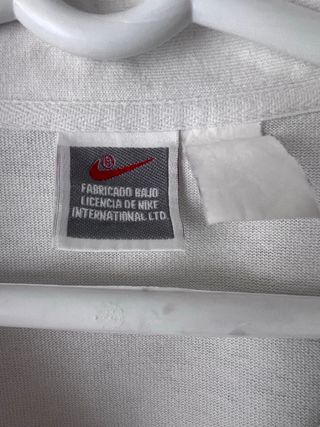 FABRICADO BAJO
LICENCIA DE NIKE
INTERNATIONAL LTD.